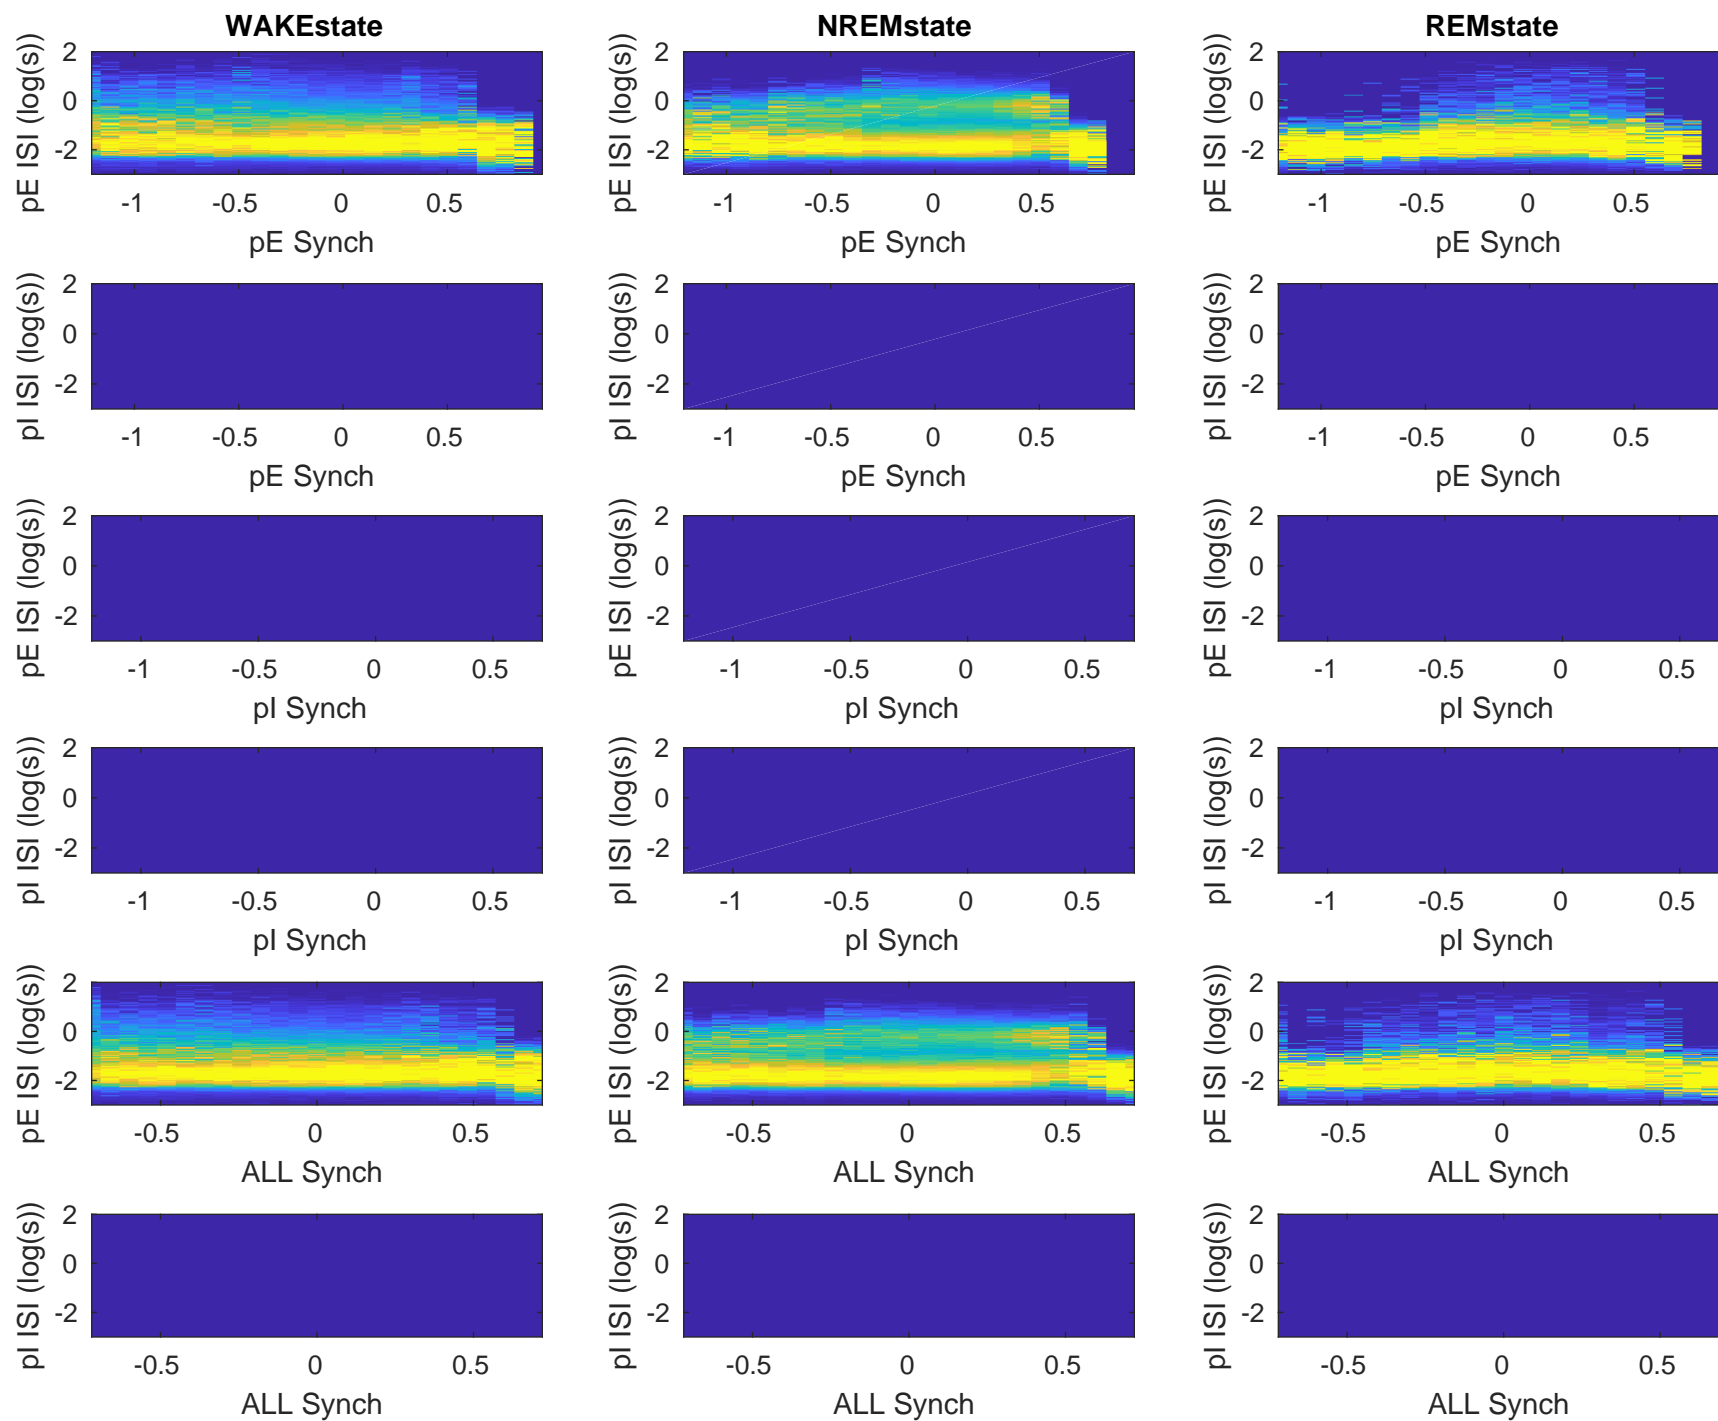 WAKEstate NREMstate REMstate
pE ISI (log(s)) 2 0 -2 pE ISI (log(s)) 2 0 -2 pE ISI (log(s)) 2 0 -2
-1 -0.5 0 0.5 -1 -0.5 0 0.5 -1 -0.5 0 0.5
pE Synch pE Synch pE Synch
pI ISI (log(s)) 2 0 -2 pI ISI (log(s)) 2 0 -2 pI ISI (log(s)) 2 0 -2
-1 -0.5 0 0.5 -1 -0.5 0 0.5 -1 -0.5 0 0.5
pE Synch pE Synch pE Synch
pE ISI (log(s)) 2 0 -2 pE ISI (log(s)) 2 0 -2 pE ISI (log(s)) 2 0 -2
-1 -0.5 0 0.5 -1 -0.5 0 0.5 -1 -0.5 0 0.5
pI Synch pI Synch pI Synch
pI ISI (log(s)) 2 0 -2 pI ISI (log(s)) 2 0 -2 pI ISI (log(s)) 2 0 -2
-1 -0.5 0 0.5 -1 -0.5 0 0.5 -1 -0.5 0 0.5
pI Synch pI Synch pI Synch
pE ISI (log(s)) 2 0 -2 pE ISI (log(s)) 2 0 -2 pE ISI (log(s)) 2 0 -2
-0.5 0 0.5 -0.5 0 0.5 -0.5 0 0.5
ALL Synch ALL Synch ALL Synch
pI ISI (log(s)) 2 0 -2 pI ISI (log(s)) 2 0 -2 pI ISI (log(s)) 2 0 -2
-0.5 0 0.5 -0.5 0 0.5 -0.5 0 0.5
ALL Synch ALL Synch ALL Synch